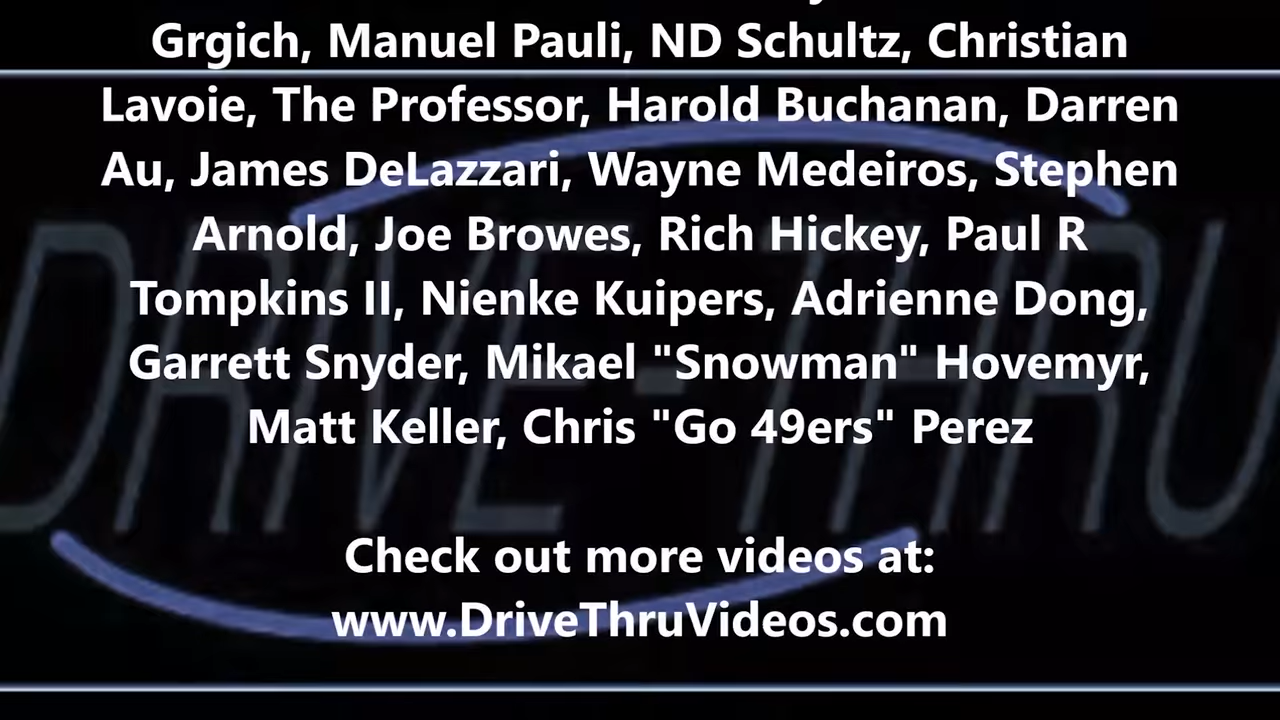 Grgich, Manuel Pauli, ND Schultz, Christian
Lavoie, The Professor, Harold Buchanan, Darren
Au, James DeLazzari, Wayne Medeiros, Stephen
Arnold, Joe Browes, Rich Hickey, Paul R
Tompkins II, Nienke Kuipers, Adrienne Dong,
Garrett Snyder, Mikael "Snowman" Hovemyr,
Matt Keller, Chris "Go 49ers" Perez
Check out more videos at:
www.DriveThruVideos.com
DRIVE-THRU